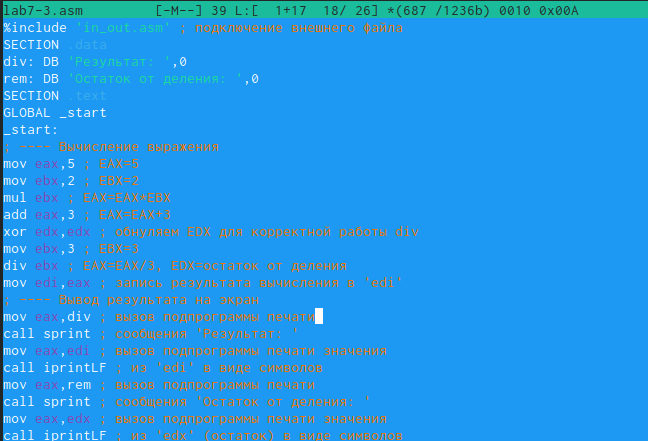 lab7-3.asm [-M--] 39 L:[ 1+17 18/ 26] *(687 /1236b) 0010 0x00A
%include 'in_out.asm' ; подключение внешнего файла
SECTION .data
div: DB 'Результат: ',0
rem: DB 'Остаток от деления: ',0
SECTION .text
GLOBAL _start
_start:
; ---- Вычисление выражения
mov eax,5 ; EAX=5
mov ebx,2 ; EBX=2
mul ebx ; EAX=EAX*EBX
add eax,3 ; EAX=EAX+3
xor edx,edx ; обнуляем EDX для корректной работы div
mov ebx,3 ; EBX=3
div ebx ; EAX=EAX/3, EDX=остаток от деления
mov edi,eax ; запись результата вычисления в 'edi'
; ---- Вывод результата на экран
mov eax,div ; вызов подпрограммы печати
call sprint ; сообщения 'Результат: '
mov eax,edi ; вызов подпрограммы печати значения
call iprintLF ; из 'edi' в виде символов
mov eax,rem ; вызов подпрограммы печати
call sprint ; сообщения 'Остаток от деления: '
mov eax,edx ; вызов подпрограммы печати значения
call iprintLF ; из 'edx' (остаток) в виде символов